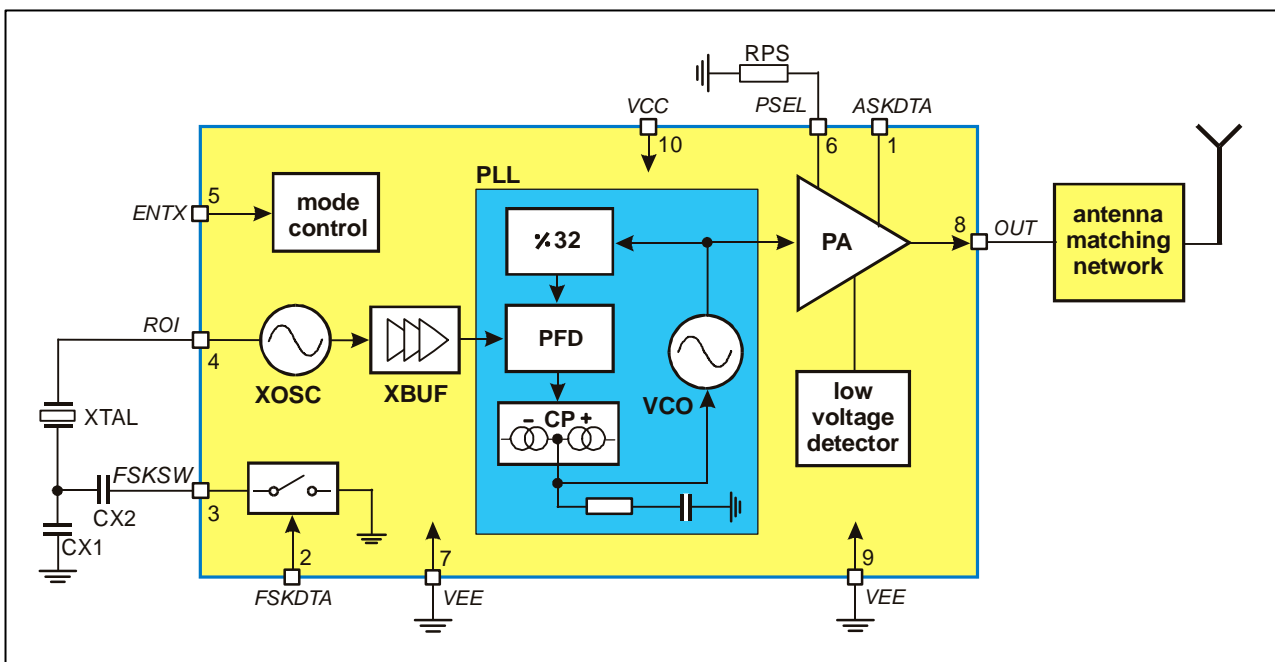 RPS
VCC
PSEL
ASKDTA
10
6
1
PLL
5
ENTX
mode
control
÷32
PA
8
OUT
antenna
matching
network
ROI
4
XOSC
XBUF
PFD
VCO
low
voltage
detector
- CP +
XTAL
FSKSW
3
CX2
CX1
2
7
9
FSKDTA
VEE
VEE